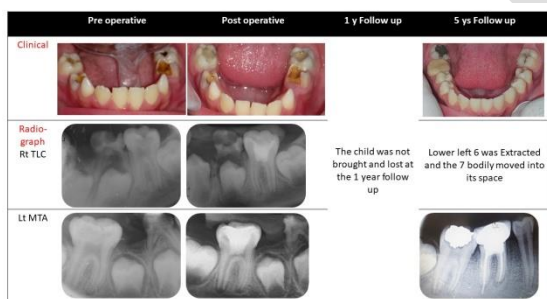 Pre operative Post operative 1 y Follow up 5 ys Follow up
Clinical
Radio-
graph
Rt TLC
The child was not
brought and lost at
the 1 year follow
up
Lower left 6 was Extracted
and the 7 bodily moved into
its space
Lt MTA